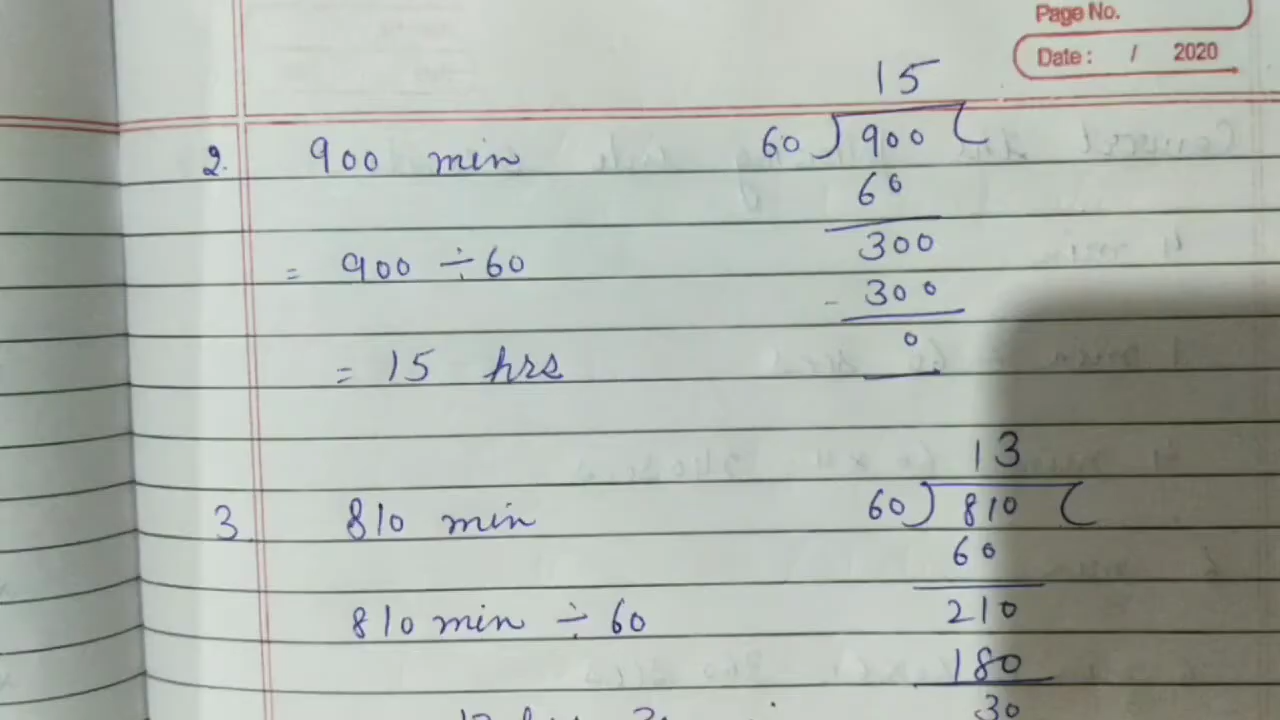 Page No.
Date : / 2020
15
2. 900 min 60)900(
60
= 900 ÷ 60 300
- 300
= 15 hrs 0
13
3. 810 min 60)810(
60
810 min ÷ 60 210
180
30